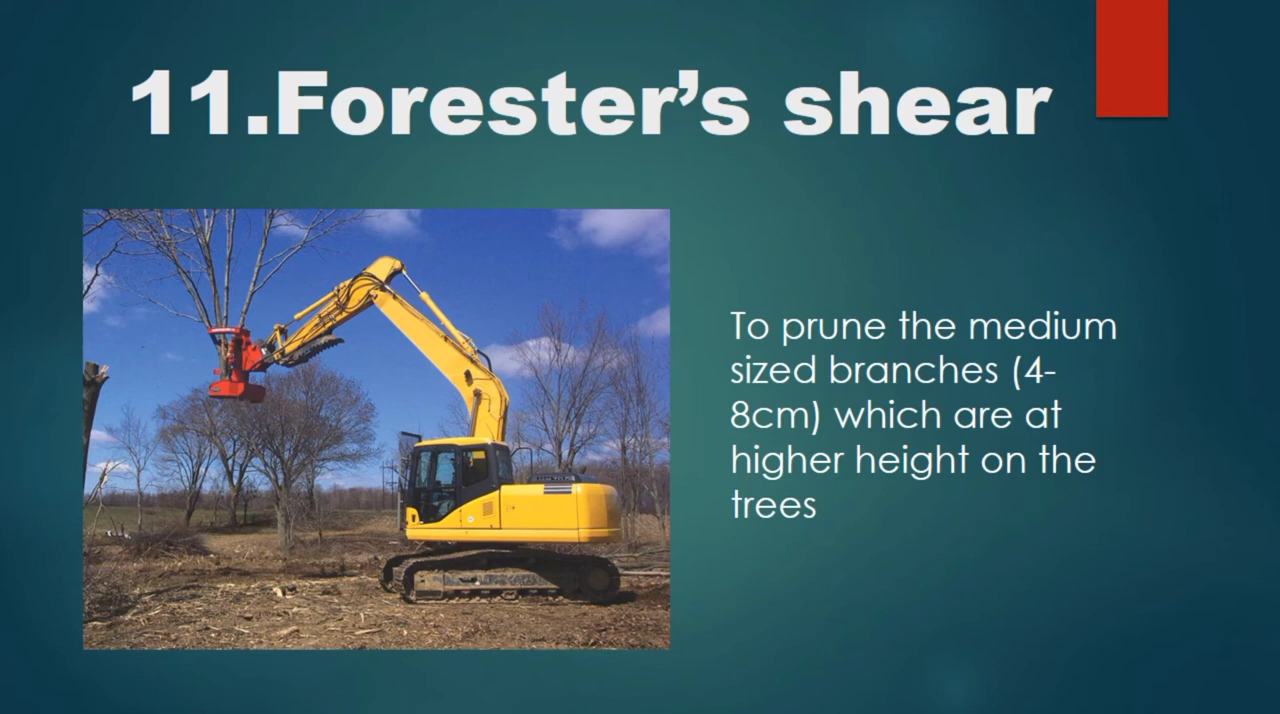 11.Forester's shear
To prune the medium
sized branches (4-
8cm) which are at
higher height on the
trees